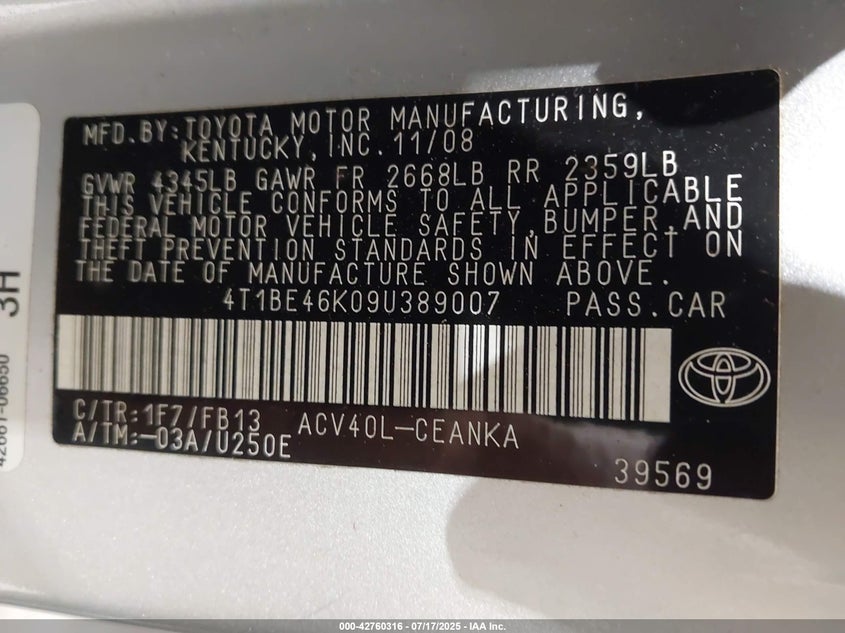 MFD.BY:TOYOTA MOTOR MANUFACTURING,
KENTUCKY,INC.11/08
GVWR 4345LB GAWR FR 2668LB RR 2359LB
THIS VEHICLE CONFORMS TO ALL APPLICABLE
FEDERAL MOTOR VEHICLE SAFETY,BUMPER,AND
THEFT PREVENTION STANDARDS IN EFFECT ON
THE DATE OF MANUFACTURE SHOWN ABOVE.
4T1BE46K09U389007 PASS.CAR
C/TR:1F7/FB13 ACV40L-CEANKA
A/TM:-03A/U250E
39569
3H
42661-06650
000-42760316 - 07/17/2025 - IAA Inc.